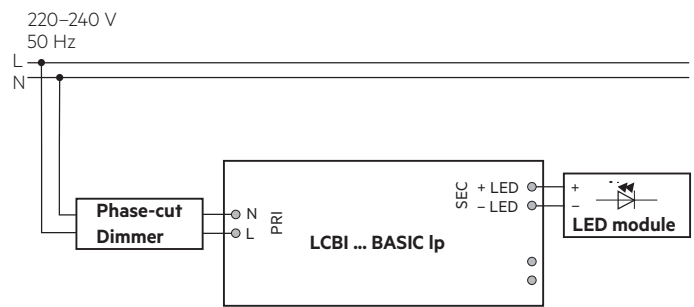 220–240 V
50 Hz
L
N
Phase-cut
Dimmer
N
L
PRI
LCBI ... BASIC lp
SEC
+ LED
– LED
+
–
LED module